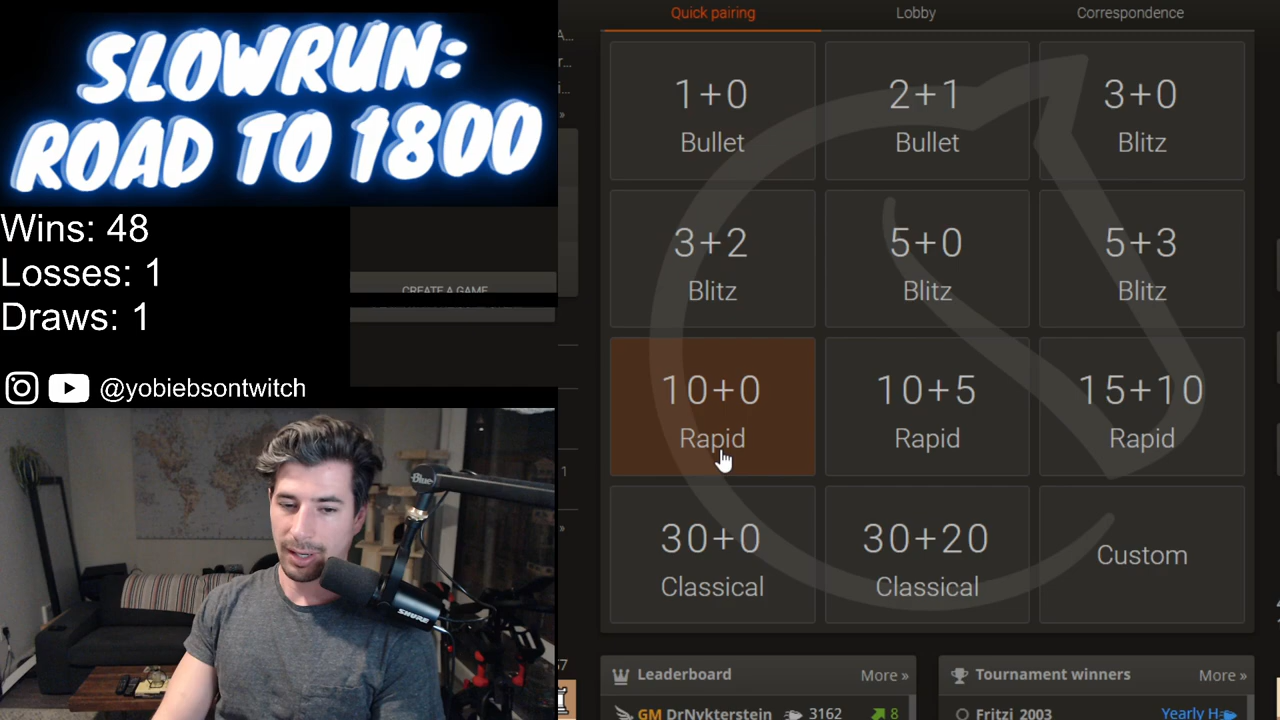 SLOWRUN:
ROAD TO 1800
Wins: 48
Losses: 1
Draws: 1
@yobiebsontwitch
CREATE A GAME
Quick pairing
Lobby
Correspondence
1+0
Bullet
2+1
Bullet
3+0
Blitz
3+2
Blitz
5+0
Blitz
5+3
Blitz
10+0
Rapid
10+5
Rapid
15+10
Rapid
30+0
Classical
30+20
Classical
Custom
Leaderboard
More »
GM DrNykterstein 3162 8
Tournament winners
More »
Fritzi_2003
Yearly H
Blue
SHURE